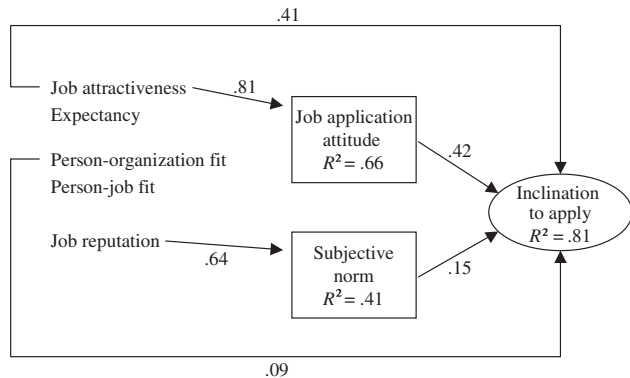 .41
Job attractiveness
.81
Expectancy
Job application
attitude
R² = .66
.42
Person-organization fit
Person-job fit
Inclination
to apply
R² = .81
Job reputation
.64
Subjective
norm
R² = .41
.15
.09